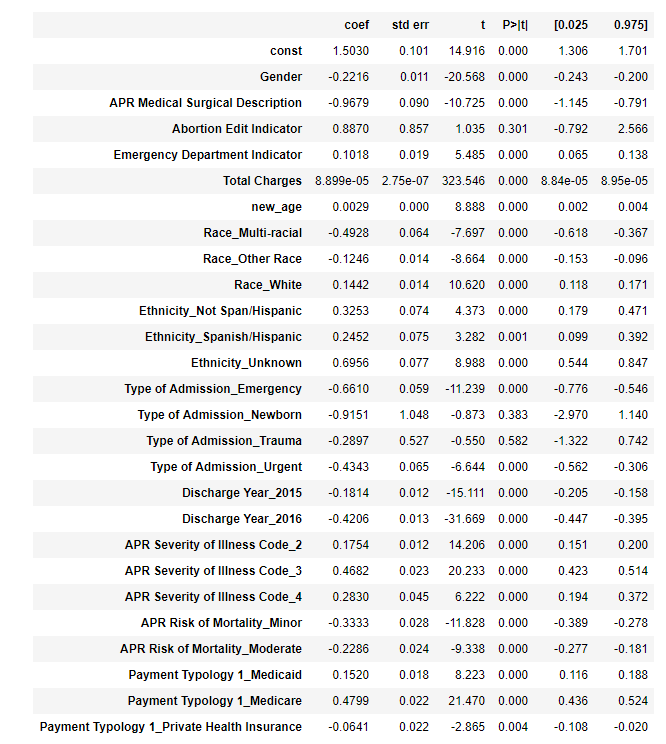 coef std err t P>|t| [0.025 0.975]
const 1.5030 0.101 14.916 0.000 1.306 1.701
Gender -0.2216 0.011 -20.568 0.000 -0.243 -0.200
APR Medical Surgical Description -0.9679 0.090 -10.725 0.000 -1.145 -0.791
Abortion Edit Indicator 0.8870 0.857 1.035 0.301 -0.792 2.566
Emergency Department Indicator 0.1018 0.019 5.485 0.000 0.065 0.138
Total Charges 8.899e-05 2.75e-07 323.546 0.000 8.84e-05 8.95e-05
new_age 0.0029 0.000 8.888 0.000 0.002 0.004
Race_Multi-racial -0.4928 0.064 -7.697 0.000 -0.618 -0.367
Race_Other Race -0.1246 0.014 -8.664 0.000 -0.153 -0.096
Race_White 0.1442 0.014 10.620 0.000 0.118 0.171
Ethnicity_Not Span/Hispanic 0.3253 0.074 4.373 0.000 0.179 0.471
Ethnicity_Spanish/Hispanic 0.2452 0.075 3.282 0.001 0.099 0.392
Ethnicity_Unknown 0.6956 0.077 8.988 0.000 0.544 0.847
Type of Admission_Emergency -0.6610 0.059 -11.239 0.000 -0.776 -0.546
Type of Admission_Newborn -0.9151 1.048 -0.873 0.383 -2.970 1.140
Type of Admission_Trauma -0.2897 0.527 -0.550 0.582 -1.322 0.742
Type of Admission_Urgent -0.4343 0.065 -6.644 0.000 -0.562 -0.306
Discharge Year_2015 -0.1814 0.012 -15.111 0.000 -0.205 -0.158
Discharge Year_2016 -0.4206 0.013 -31.669 0.000 -0.447 -0.395
APR Severity of Illness Code_2 0.1754 0.012 14.206 0.000 0.151 0.200
APR Severity of Illness Code_3 0.4682 0.023 20.233 0.000 0.423 0.514
APR Severity of Illness Code_4 0.2830 0.045 6.222 0.000 0.194 0.372
APR Risk of Mortality_Minor -0.3333 0.028 -11.828 0.000 -0.389 -0.278
APR Risk of Mortality_Moderate -0.2286 0.024 -9.338 0.000 -0.277 -0.181
Payment Typology 1_Medicaid 0.1520 0.018 8.223 0.000 0.116 0.188
Payment Typology 1_Medicare 0.4799 0.022 21.470 0.000 0.436 0.524
Payment Typology 1_Private Health Insurance -0.0641 0.022 -2.865 0.004 -0.108 -0.020